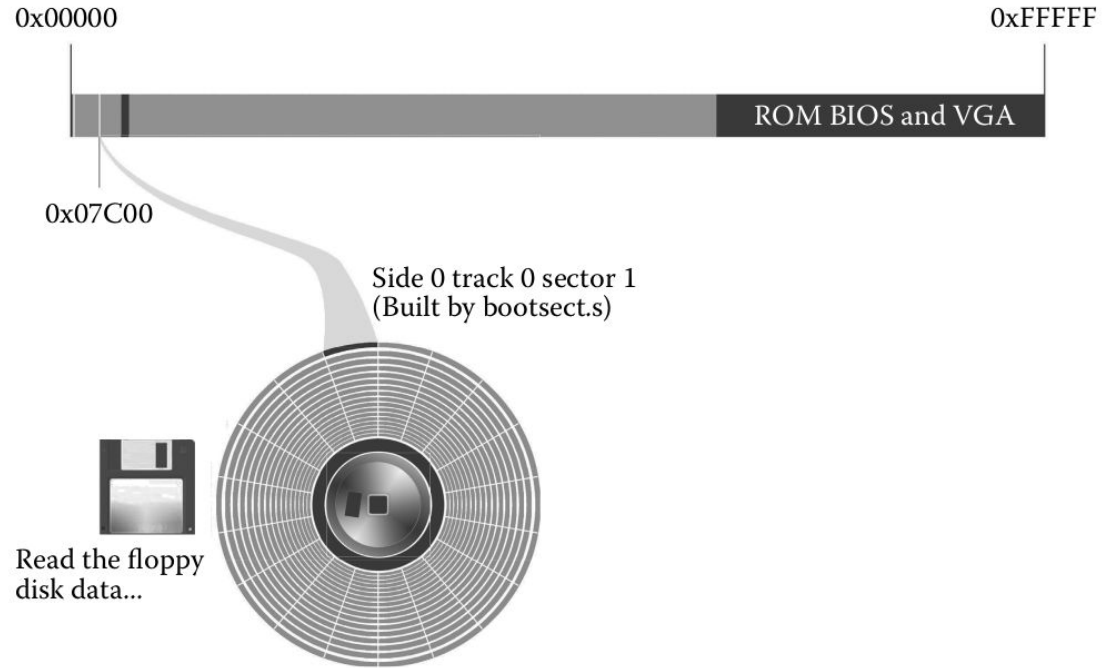 0x00000
0xFFFFF
ROM BIOS and VGA
0x07C00
Side 0 track 0 sector 1
(Built by bootsect.s)
Read the floppy
disk data...